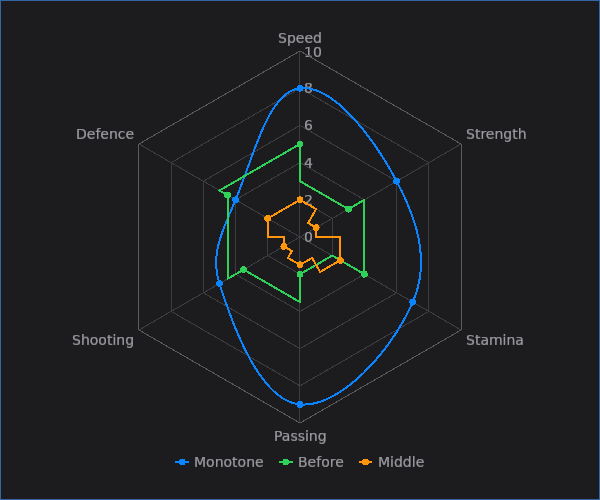 Speed
10
8
6
4
2
0
Defence
Strength
Shooting
Stamina
Passing
Monotone Before Middle